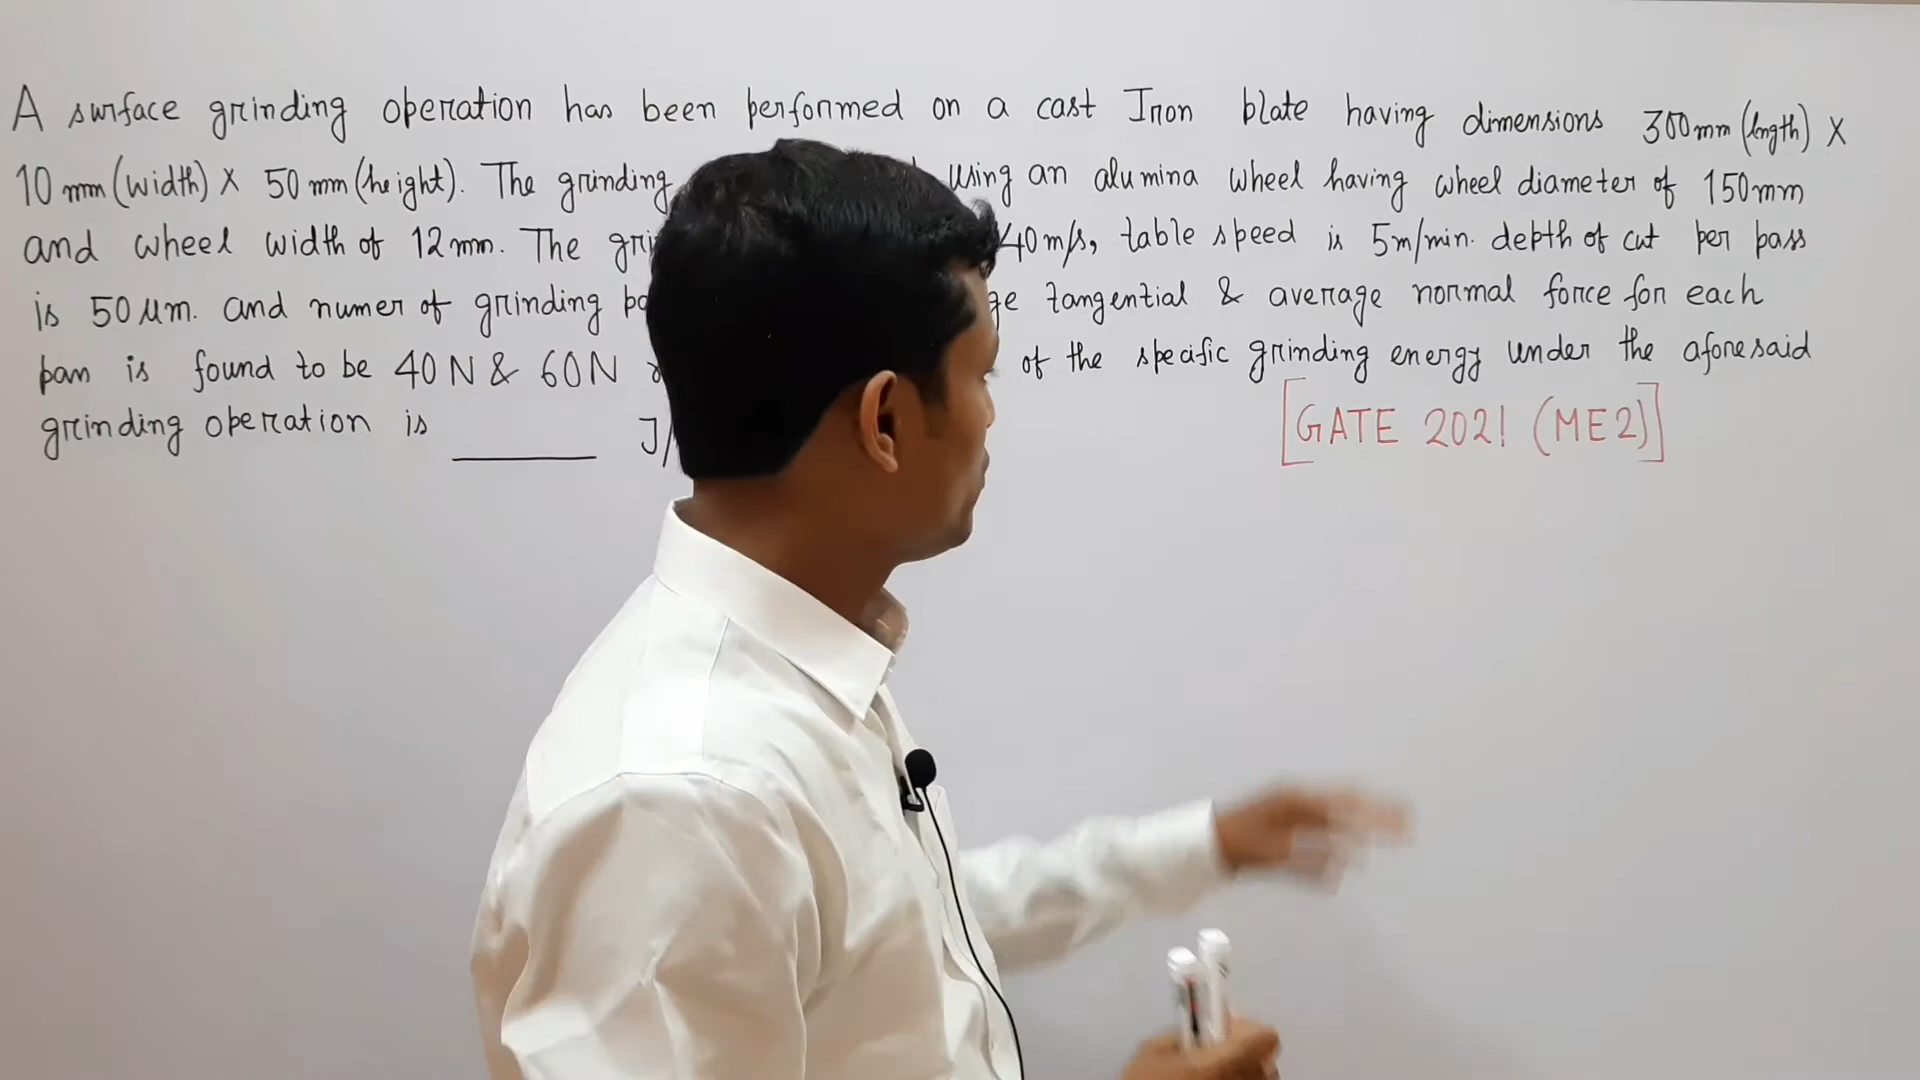 A surface grinding operation has been performed on a cast Iron plate having dimensions 300mm (lngth) X
10 mm (width) X 50 mm (height). The grinding using an alumina wheel having wheel diameter of 150mm
and wheel width of 12mm. The 40m/s, table speed is 5m/min. depth of cut per pass
is 50 μm. and numer of grinding tangential & average normal force for each
pan is found to be 40 N & 60N of the specific grinding energy under the aforesaid
grinding operation is ______ J/
[GATE 2021 (ME2)]